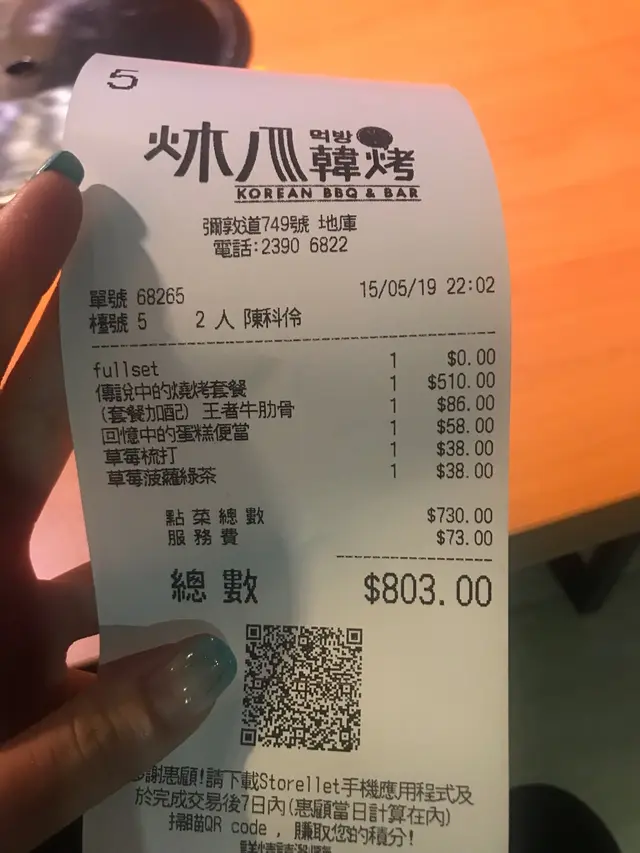 5
炑八爪 먹방 韓烤
KOREAN BBQ & BAR
彌敦道749號 地庫
電話:2390 6822
單號 68265 15/05/19 22:02
檯號 5 2 人 陳科伶
fullset 1 $0.00
傳說中的燒烤套餐 1 $510.00
(套餐加配) 王者牛肋骨 1 $86.00
回憶中的蛋糕便當 1 $58.00
草莓梳打 1 $38.00
草莓菠蘿綠茶 1 $38.00
點菜總數 $730.00
服務費 $73.00
總數 $803.00
謝惠顧!請下載Storellet手機應用程式及
於完成交易後7日內(惠顧當日計算在內)
掃瞄QR code , 賺取您的積分!